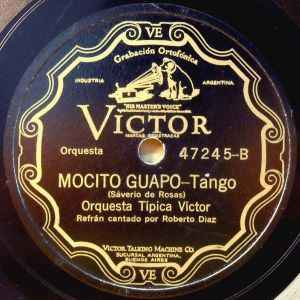 VE
Grabación Ortofónica
INDUSTRIA ARGENTINA
"HIS MASTER'S VOICE"
VICTOR
MARCAS REGISTRADAS
Orquesta 47245-B
MOCITO GUAPO-Tango
(Sáverio de Rosas)
Orquesta Típica Victor
Refrán cantado por Roberto Diaz
VICTOR TALKING MACHINE CO.
SUCURSAL ARGENTINA,
BUENOS AIRES
VE